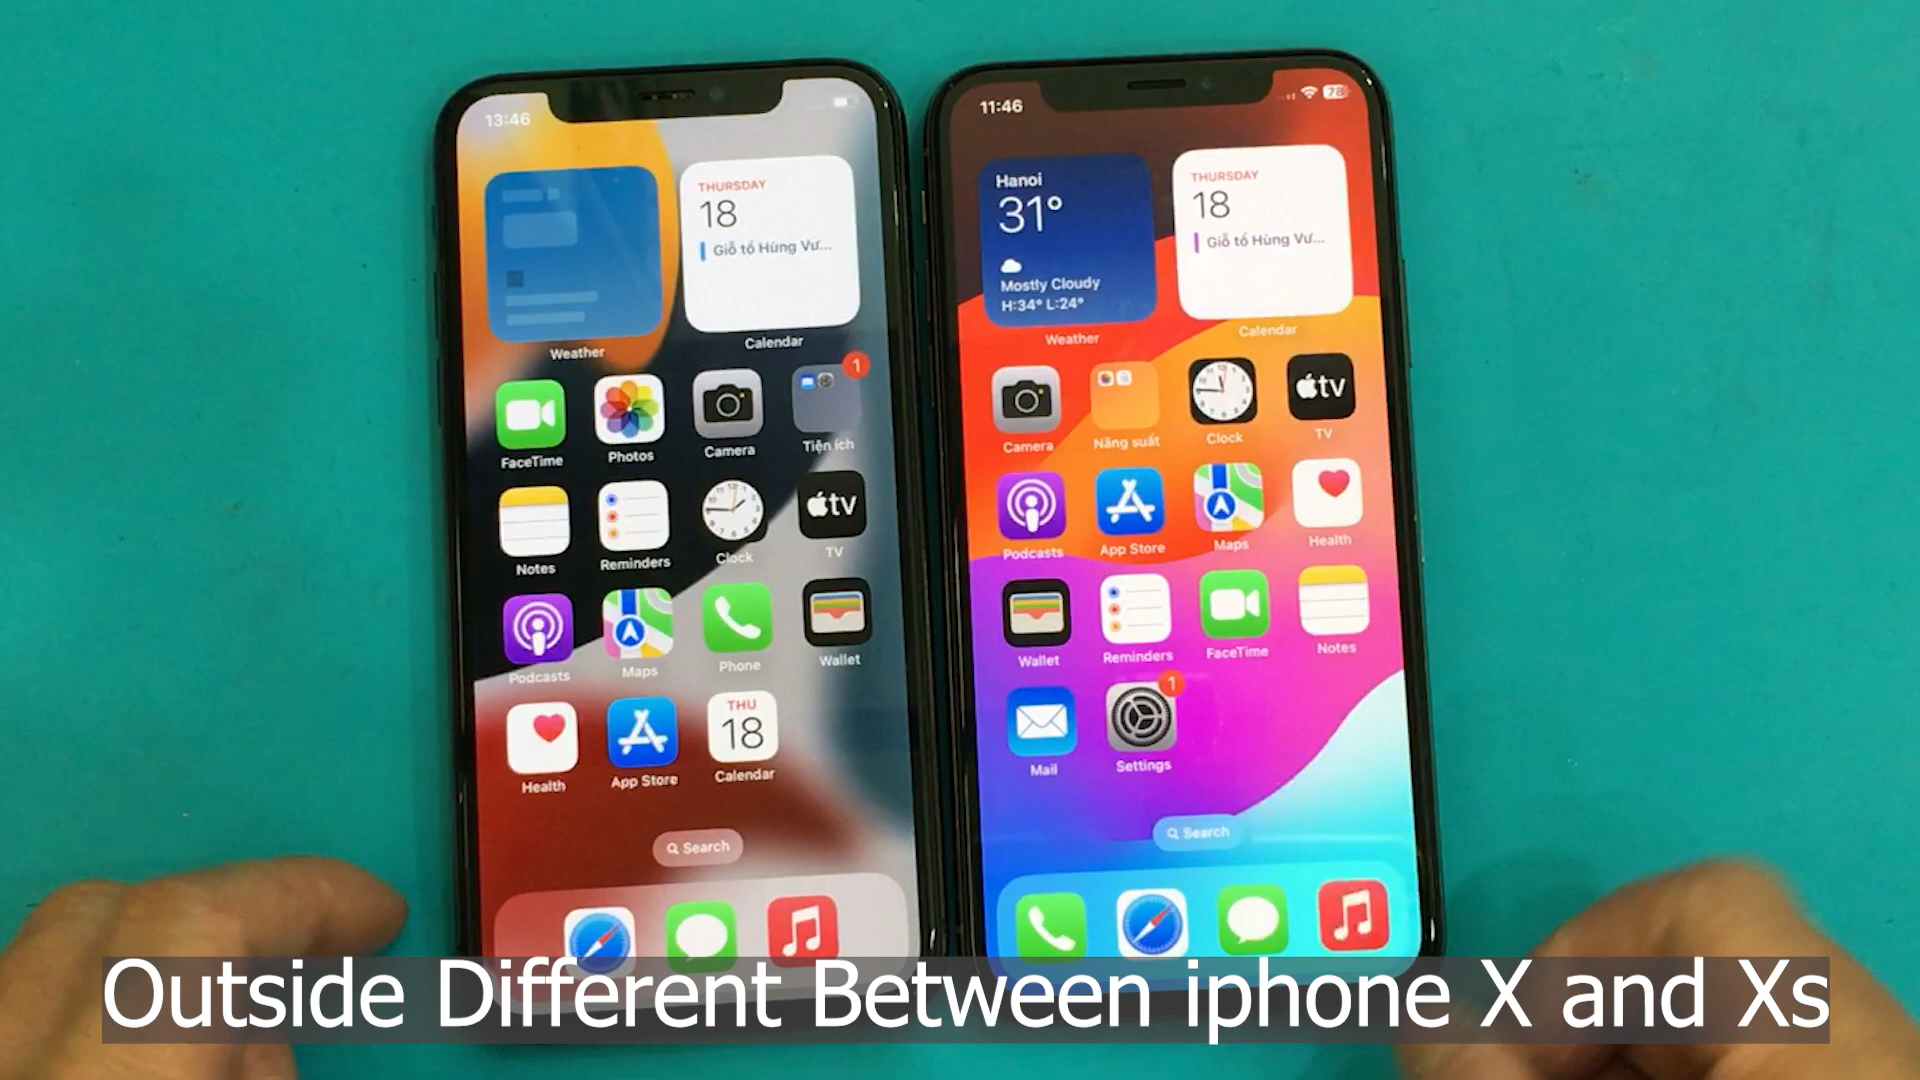 13:46
THURSDAY
18
Giỗ tổ Hùng Vư...
Weather
Calendar
1
FaceTime
Photos
Camera
Tiện ích
tv
Notes
Reminders
Clock
TV
Podcasts
Maps
Phone
Wallet
THU
18
Health
App Store
Calendar
Search
11:46
78
Hanoi
31°
Mostly Cloudy
H:34° L:24°
THURSDAY
18
Giỗ tổ Hùng Vư...
Weather
Calendar
tv
Camera
Năng suất
Clock
TV
Podcasts
App Store
Maps
Health
Wallet
Reminders
FaceTime
Notes
1
Mail
Settings
Search
Outside Different Between iphone X and Xs